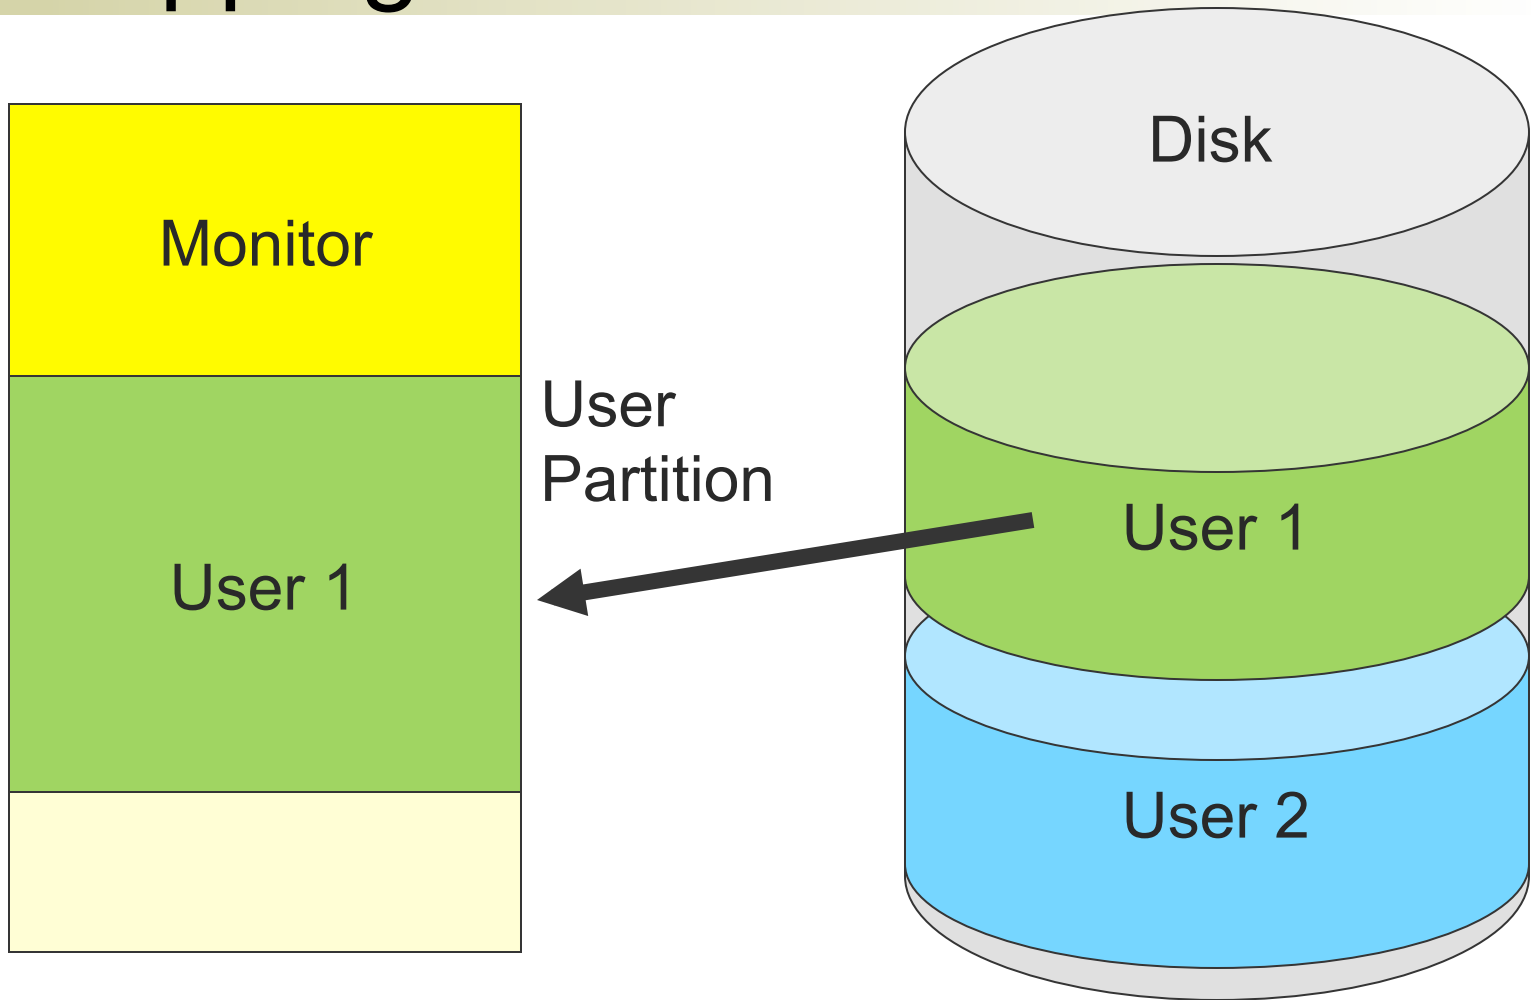 Disk
Monitor
User
Partition
User 1
User 1
User 2